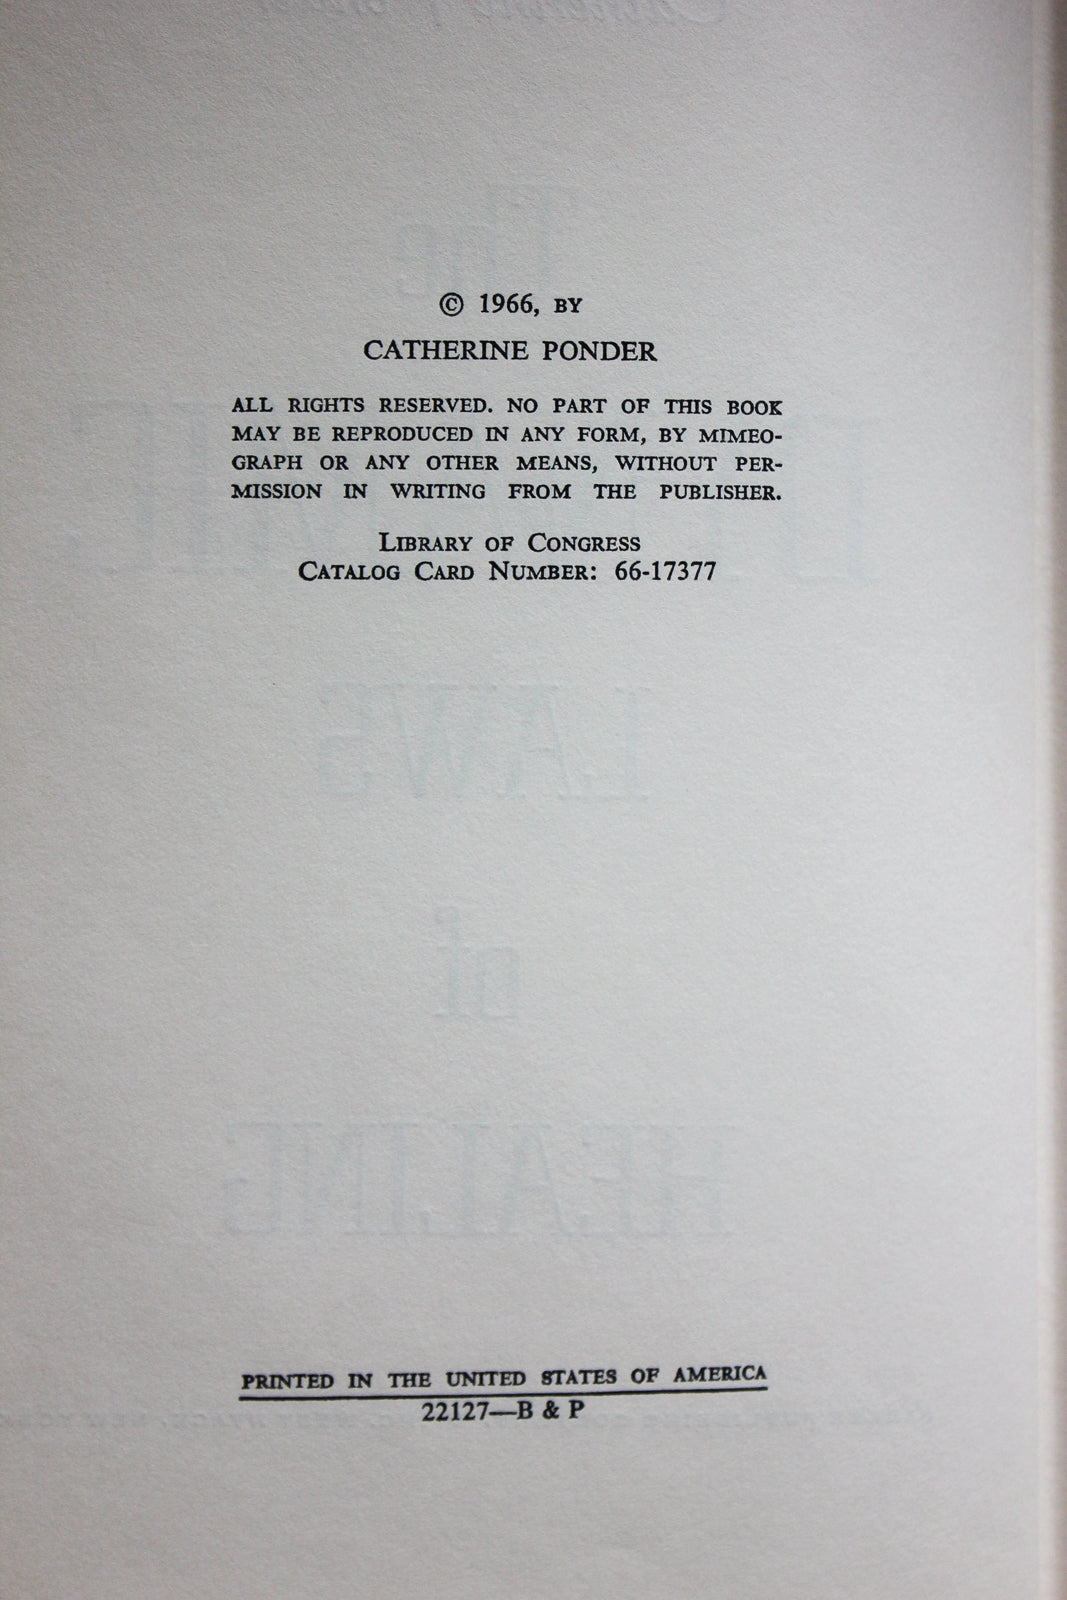 © 1966, BY
CATHERINE PONDER
ALL RIGHTS RESERVED. NO PART OF THIS BOOK
MAY BE REPRODUCED IN ANY FORM, BY MIMEO-
GRAPH OR ANY OTHER MEANS, WITHOUT PER-
MISSION IN WRITING FROM THE PUBLISHER.
LIBRARY OF CONGRESS
CATALOG CARD NUMBER: 66-17377
PRINTED IN THE UNITED STATES OF AMERICA
22127—B & P